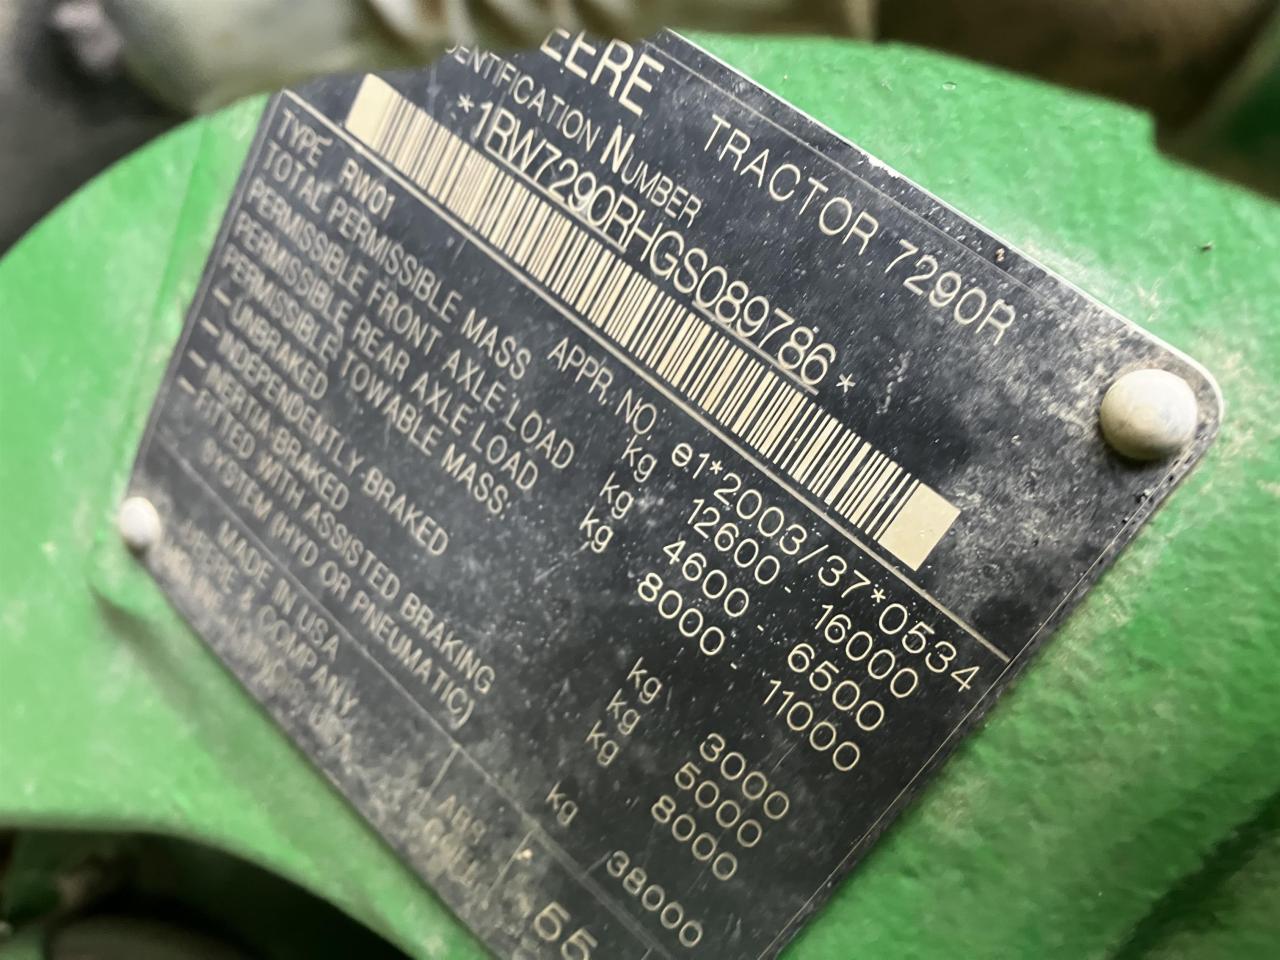 EERE TRACTOR 7290R
ENTIFICATION NUMBER
*1RW7290RHGS089786*
TYPE RW01 APPR. NO. e1*2003/37*0534
TOTAL PERMISSIBLE MASS kg 12600 - 16000
PERMISSIBLE FRONT AXLE LOAD kg 4600 - 6500
PERMISSIBLE REAR AXLE LOAD kg 8000 - 11000
PERMISSIBLE TOWABLE MASS:
- UNBRAKED kg 3000
- INDEPENDENTLY-BRAKED kg 5000
- INERTIA-BRAKED kg 8000
- FITTED WITH ASSISTED BRAKING
SYSTEM (HYD OR PNEUMATIC) kg 38000
MADE IN USA
DEERE & COMPANY
55